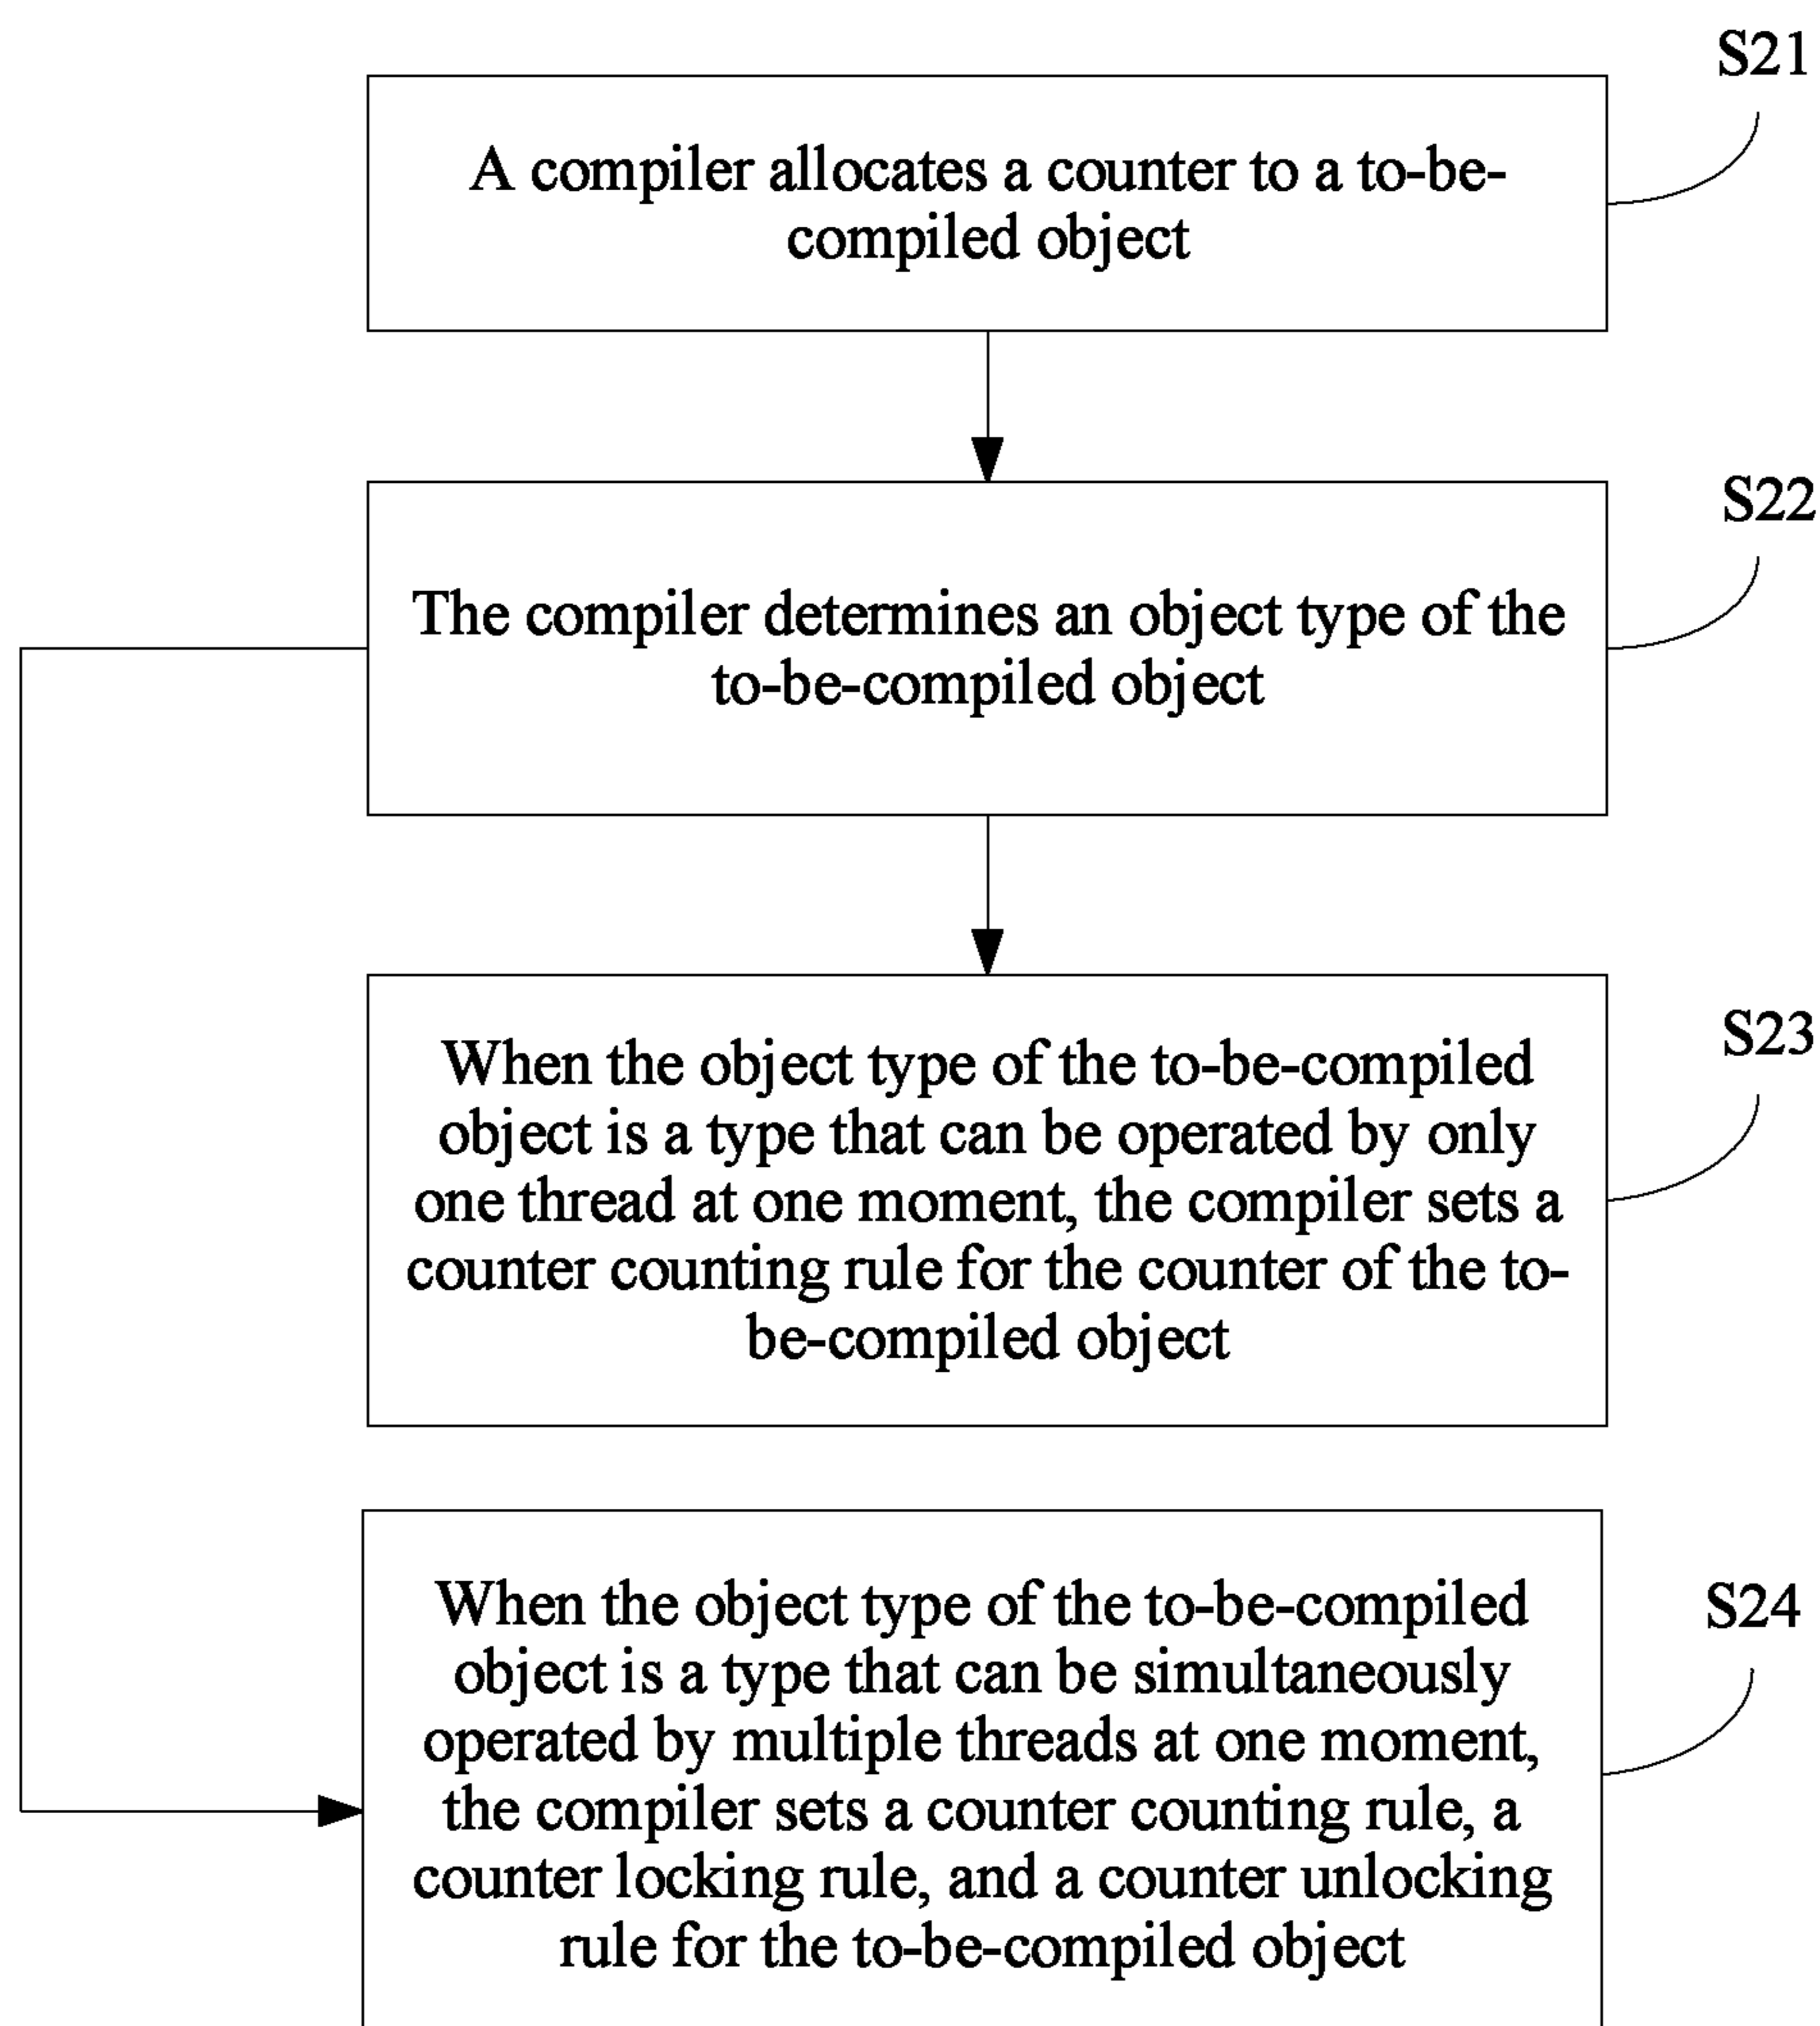 S21
A compiler allocates a counter to a to-be-
compiled object
S22
The compiler determines an object type of the
to-be-compiled object
S23
When the object type of the to-be-compiled
object is a type that can be operated by only
one thread at one moment, the compiler sets a
counter counting rule for the counter of the to-
be-compiled object
S24
When the object type of the to-be-compiled
object is a type that can be simultaneously
operated by multiple threads at one moment,
the compiler sets a counter counting rule, a
counter locking rule, and a counter unlocking
rule for the to-be-compiled object